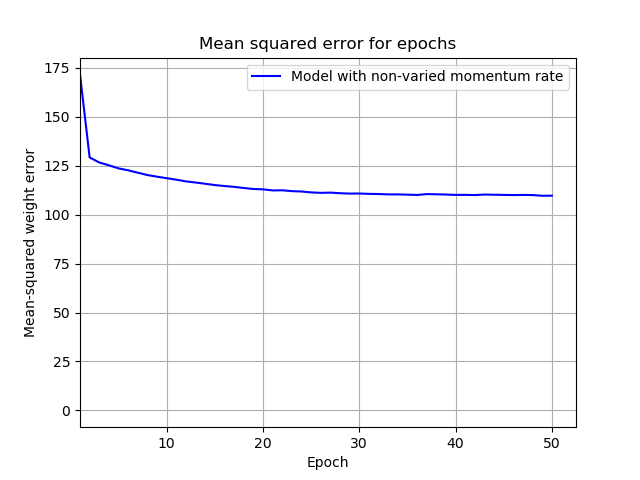 Mean squared error for epochs
Model with non-varied momentum rate
175
150
125
100
75
50
25
0
Mean-squared weight error
10 20 30 40 50
Epoch